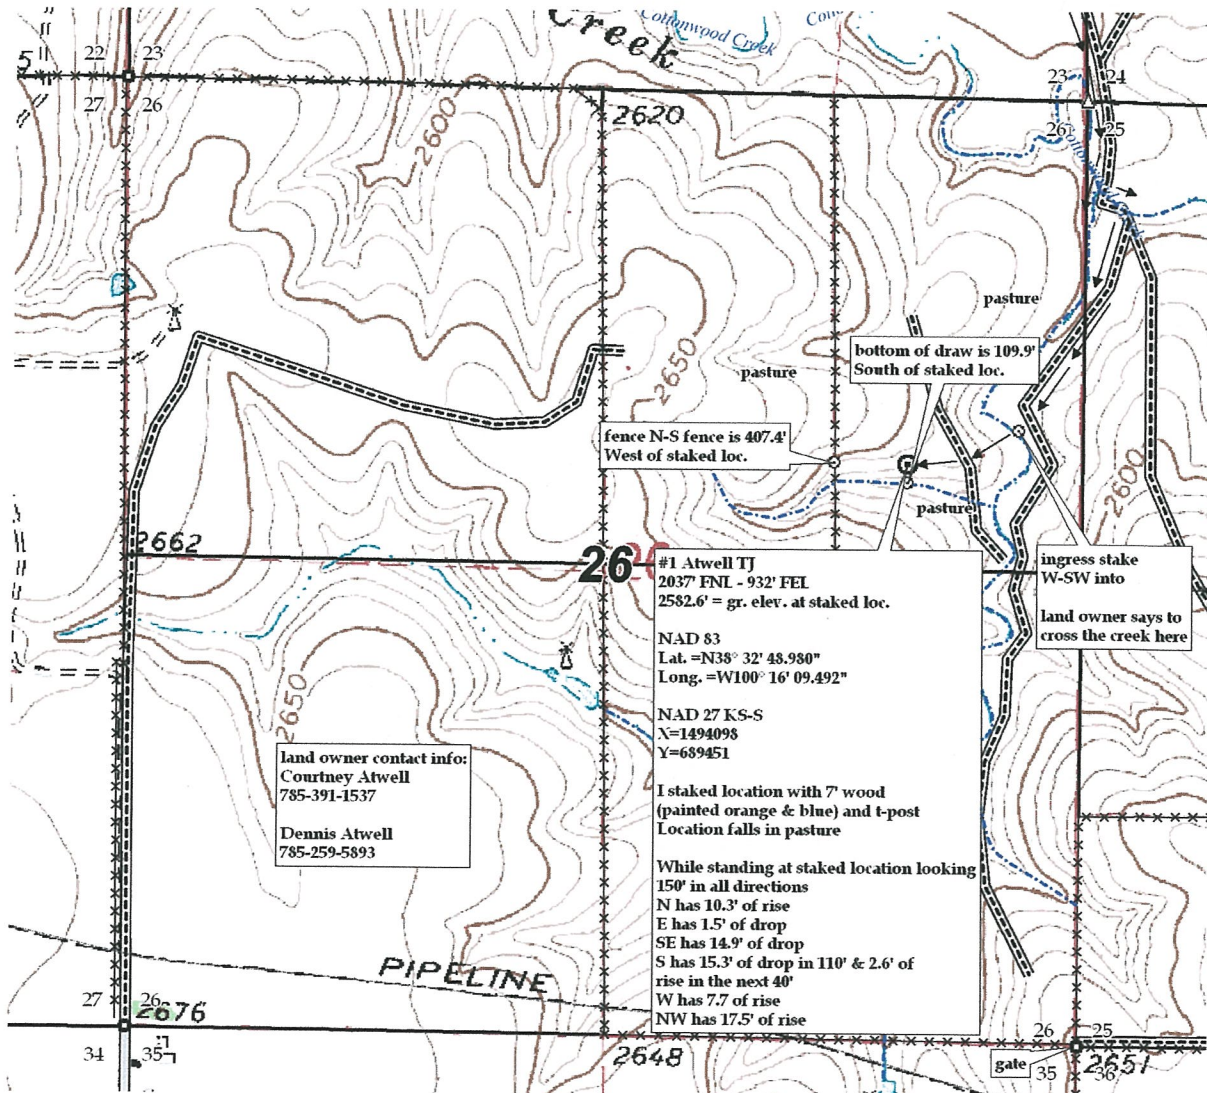 Creek
Cottonwood Creek
5
22 23
27 26
23 24
26 25
2620
2600
pasture
bottom of draw is 109.9'
South of staked loc.
2650
pasture
fence N-S fence is 407.4'
West of staked loc.
2600
pasture
2662
26
#1 Atwell TJ
2037' FNL - 932' FEL
2582.6' = gr. elev. at staked loc.
NAD 83
Lat. =N38° 32' 48.980"
Long. =W100° 16' 09.492"
NAD 27 KS-S
X=1494098
Y=689451
I staked location with 7' wood
(painted orange & blue) and t-post
Location falls in pasture
While standing at staked location looking
150' in all directions
N has 10.3' of rise
E has 1.5' of drop
SE has 14.9' of drop
S has 15.3' of drop in 110' & 2.6' of
rise in the next 40'
W has 7.7 of rise
NW has 17.5' of rise
ingress stake
W-SW into
land owner says to
cross the creek here
2650
land owner contact info:
Courtney Atwell
785-391-1537
Dennis Atwell
785-259-5893
PIPELINE
27 26
2676
34 35
2648
26 25
gate
35 36
2651